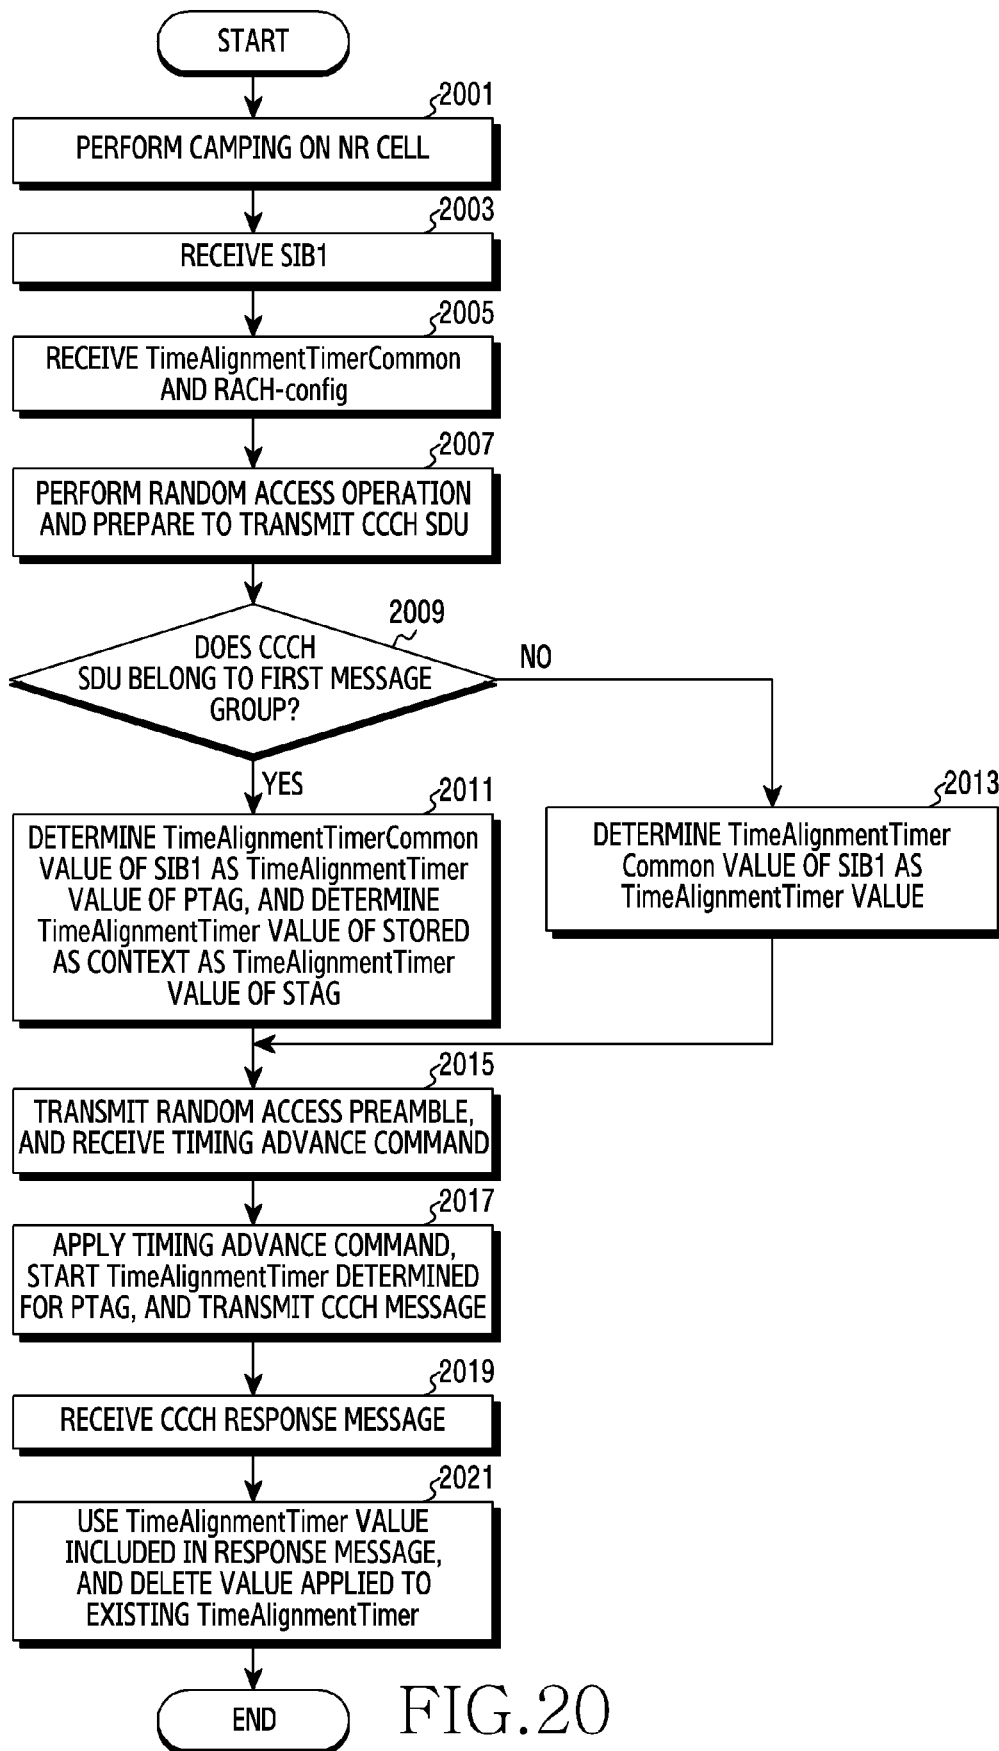 START
2001
PERFORM CAMPING ON NR CELL
2003
RECEIVE SIB1
2005
RECEIVE TimeAlignmentTimerCommon
AND RACH-config
2007
PERFORM RANDOM ACCESS OPERATION
AND PREPARE TO TRANSMIT CCCH SDU
2009
DOES CCCH
SDU BELONG TO FIRST MESSAGE
GROUP?
NO
YES
2011
DETERMINE TimeAlignmentTimerCommon
VALUE OF SIB1 AS TimeAlignmentTimer
VALUE OF PTAG, AND DETERMINE
TimeAlignmentTimer VALUE OF STORED
AS CONTEXT AS TimeAlignmentTimer
VALUE OF STAG
2013
DETERMINE TimeAlignmentTimer
Common VALUE OF SIB1 AS
TimeAlignmentTimer VALUE
2015
TRANSMIT RANDOM ACCESS PREAMBLE,
AND RECEIVE TIMING ADVANCE COMMAND
2017
APPLY TIMING ADVANCE COMMAND,
START TimeAlignmentTimer DETERMINED
FOR PTAG, AND TRANSMIT CCCH MESSAGE
2019
RECEIVE CCCH RESPONSE MESSAGE
2021
USE TimeAlignmentTimer VALUE
INCLUDED IN RESPONSE MESSAGE,
AND DELETE VALUE APPLIED TO
EXISTING TimeAlignmentTimer
END
FIG.20